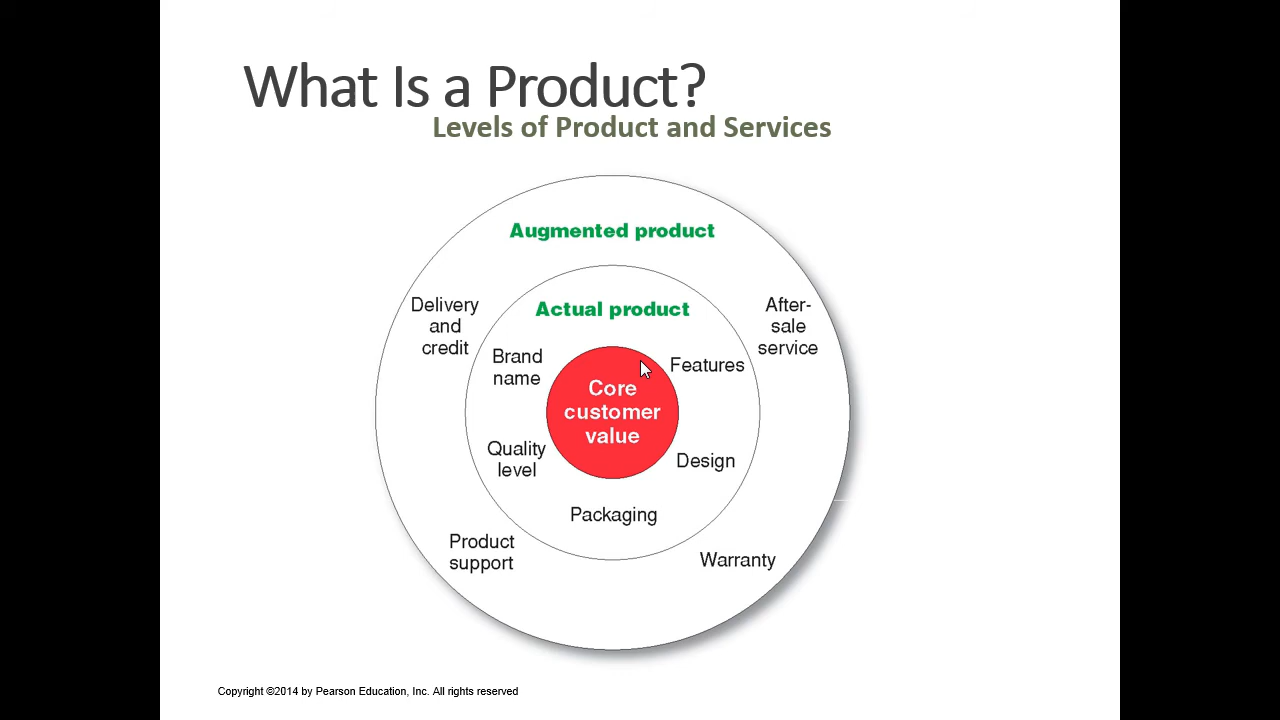 What Is a Product?
Levels of Product and Services
Augmented product
Delivery
and
credit
After-
sale
service
Actual product
Brand
name
Features
Core
customer
value
Quality
level
Design
Packaging
Product
support
Warranty
Copyright ©2014 by Pearson Education, Inc. All rights reserved